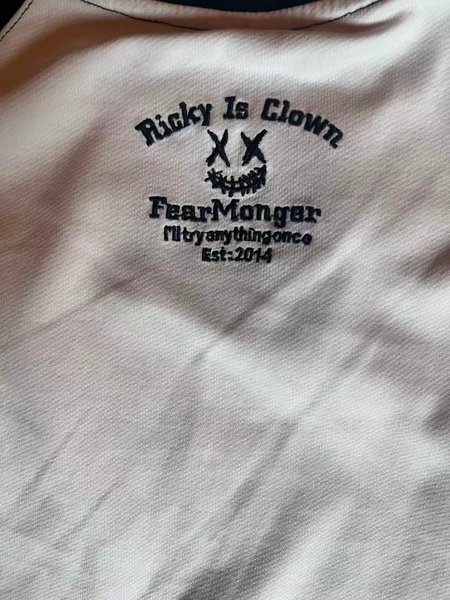 Ricky Is Clown
FearMonger
I'll try anything once
Est:2014